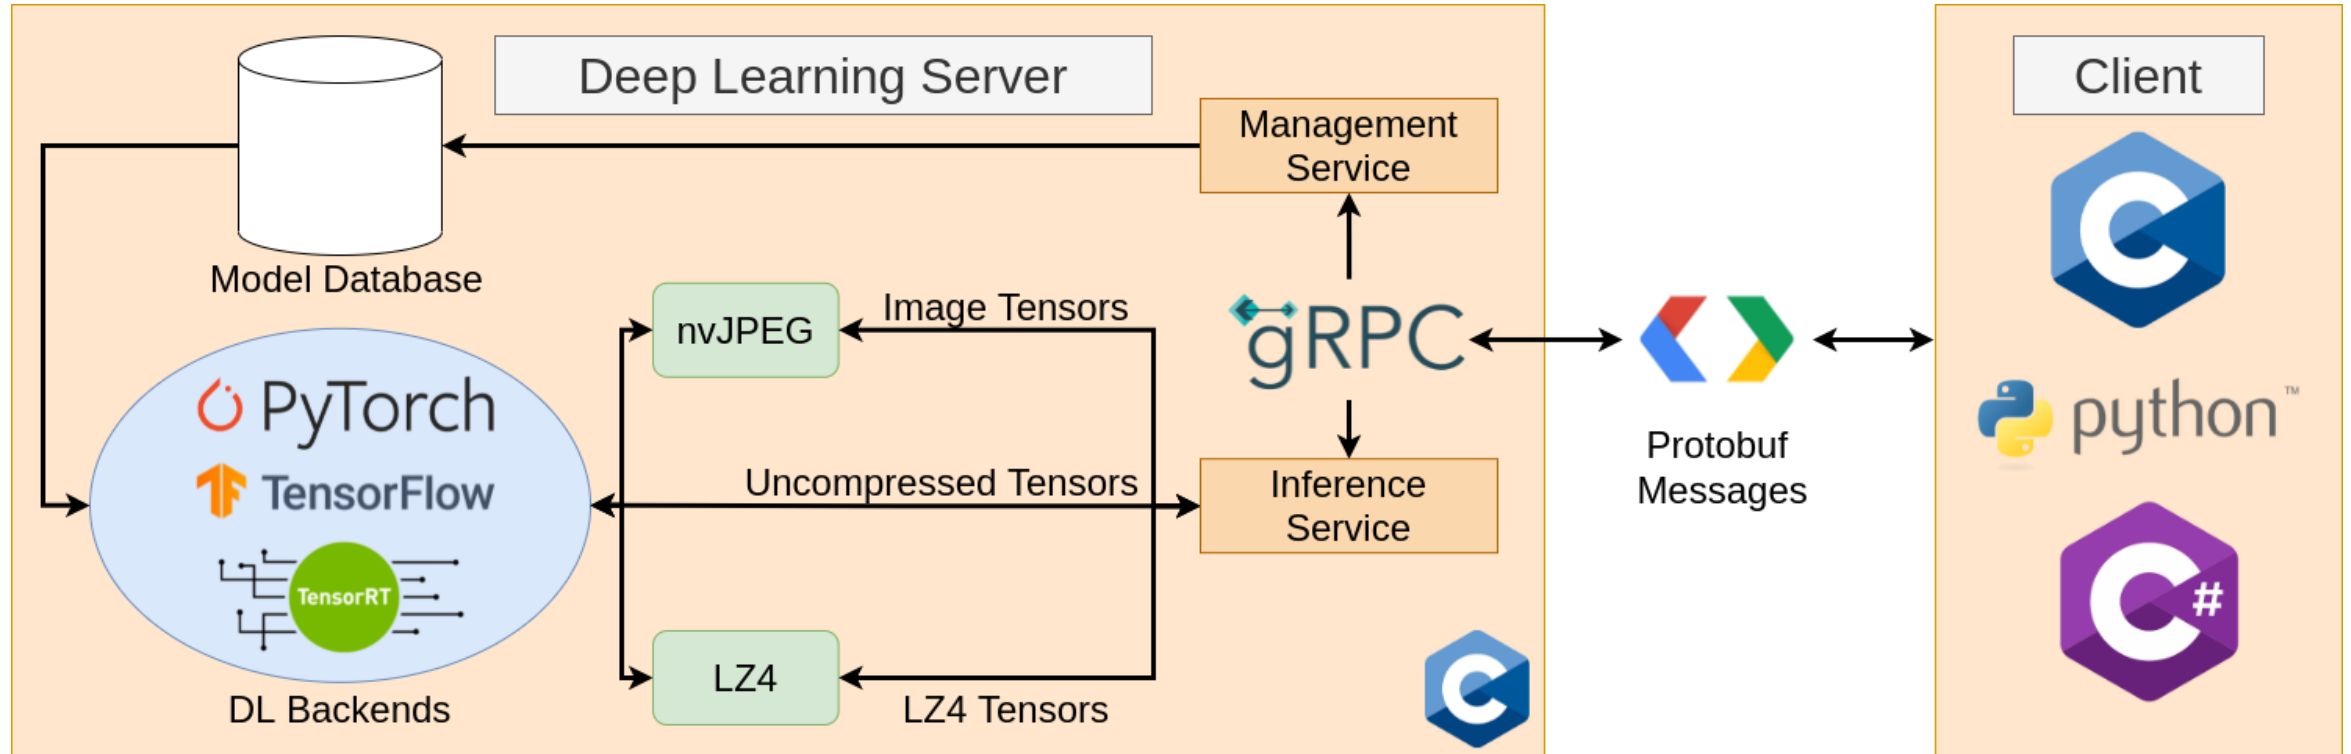 Deep Learning Server
Client
Management
Service
Model Database
nvJPEG
Image Tensors
gRPC
PyTorch
TensorFlow
TensorRT
Uncompressed Tensors
Inference
Service
Protobuf
Messages
C
python™
C#
LZ4
LZ4 Tensors
C
DL Backends